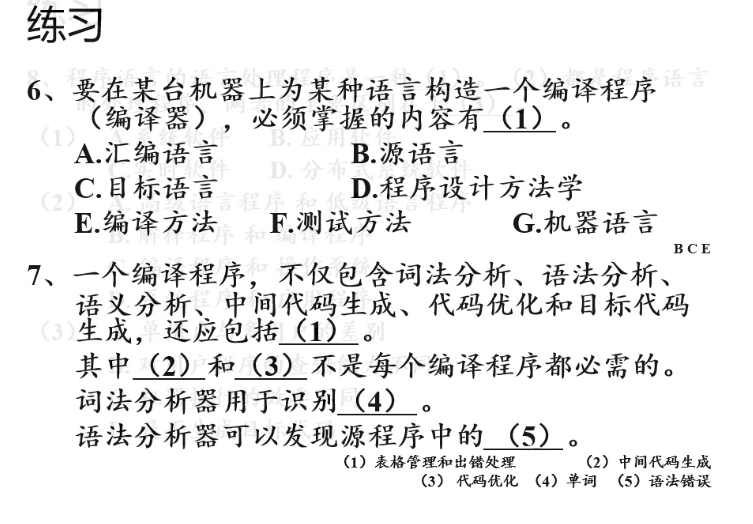 练习
6、要在某台机器上为某种语言构造一个编译程序
（编译器），必须掌握的内容有（1）。
A.汇编语言 B.源语言
C.目标语言 D.程序设计方法学
E.编译方法 F.测试方法 G.机器语言
B C E
7、一个编译程序，不仅包含词法分析、语法分析、
语义分析、中间代码生成、代码优化和目标代码
生成，还应包括（1）。
其中（2）和（3）不是每个编译程序都必需的。
词法分析器用于识别（4）。
语法分析器可以发现源程序中的（5）。
（1）表格管理和出错处理 （2）中间代码生成
（3） 代码优化 （4）单词 （5）语法错误